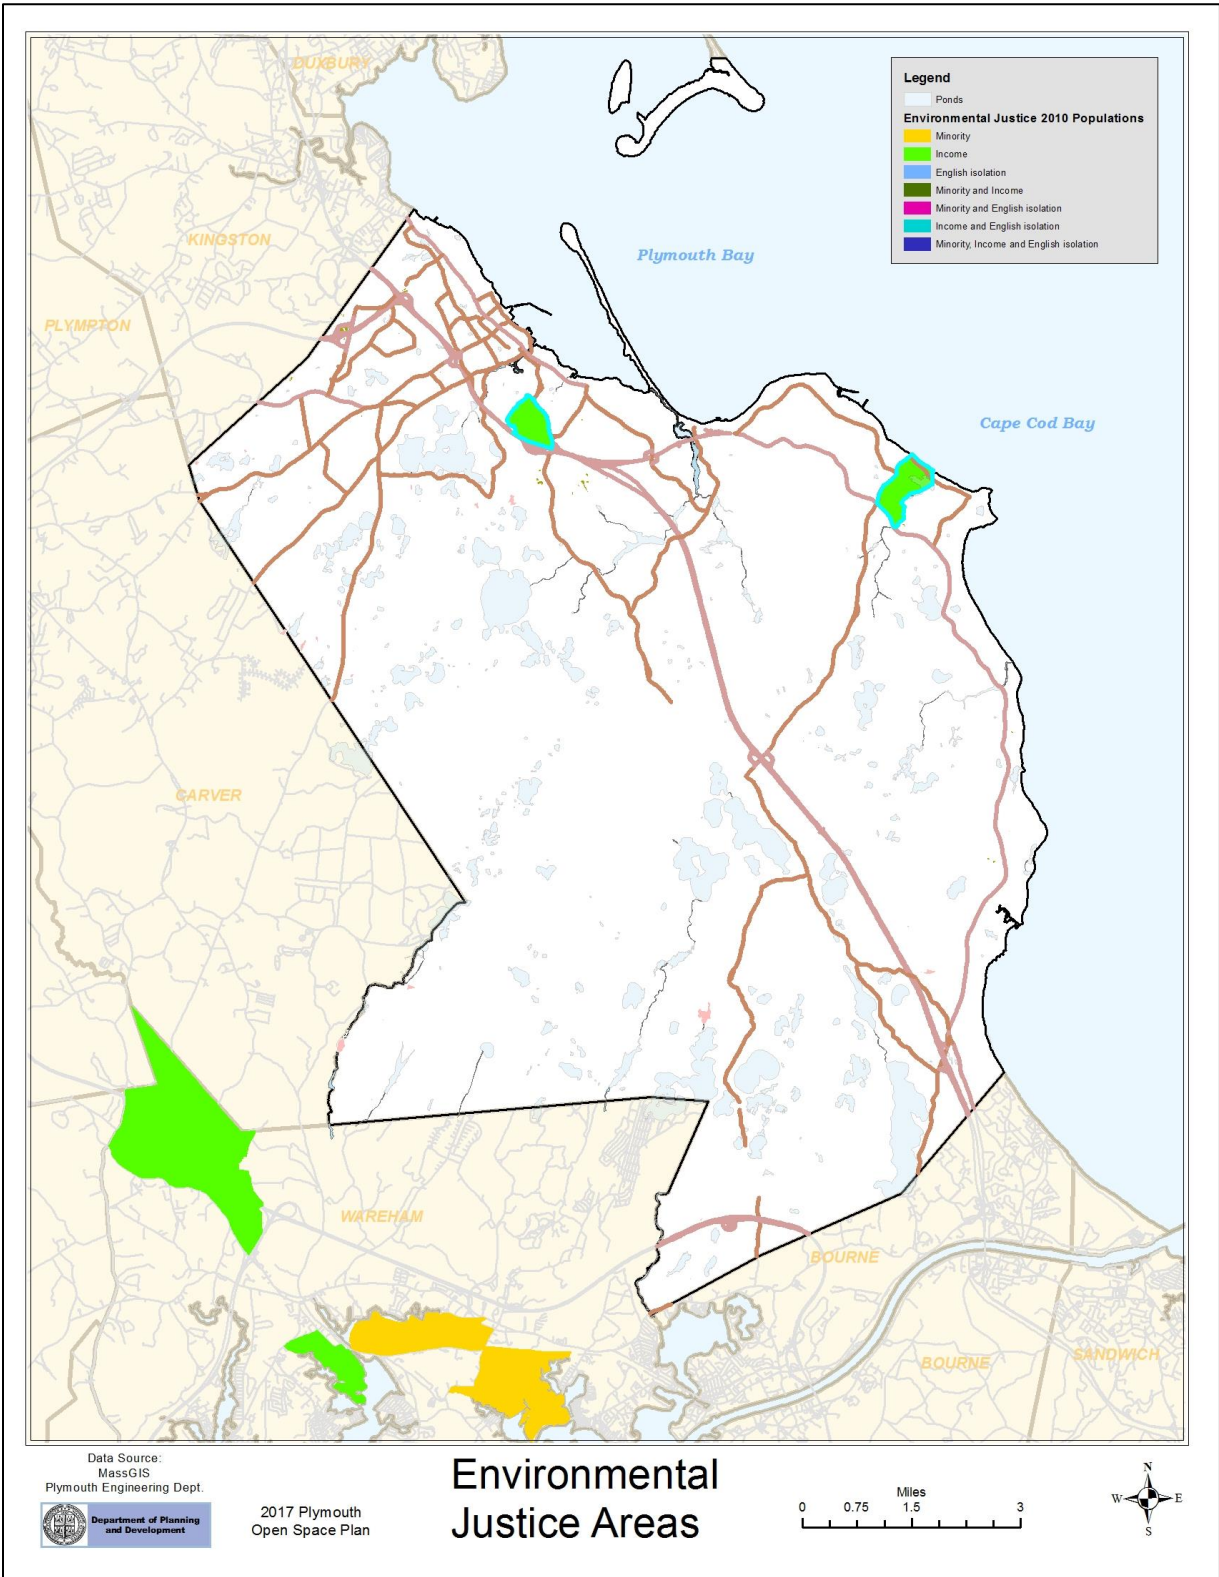 DUXBURY
KINGSTON
PLYMPTON
Plymouth Bay
Cape Cod Bay
CARVER
WAREHAM
BOURNE
BOURNE
SANDWICH
Legend
Ponds
Environmental Justice 2010 Populations
Minority
Income
English isolation
Minority and Income
Minority and English isolation
Income and English isolation
Minority, Income and English isolation
Data Source:
MassGIS
Plymouth Engineering Dept.
Department of Planning
and Development
2017 Plymouth
Open Space Plan
Environmental
Justice Areas
Miles
0 0.75 1.5 3
N
W E
S